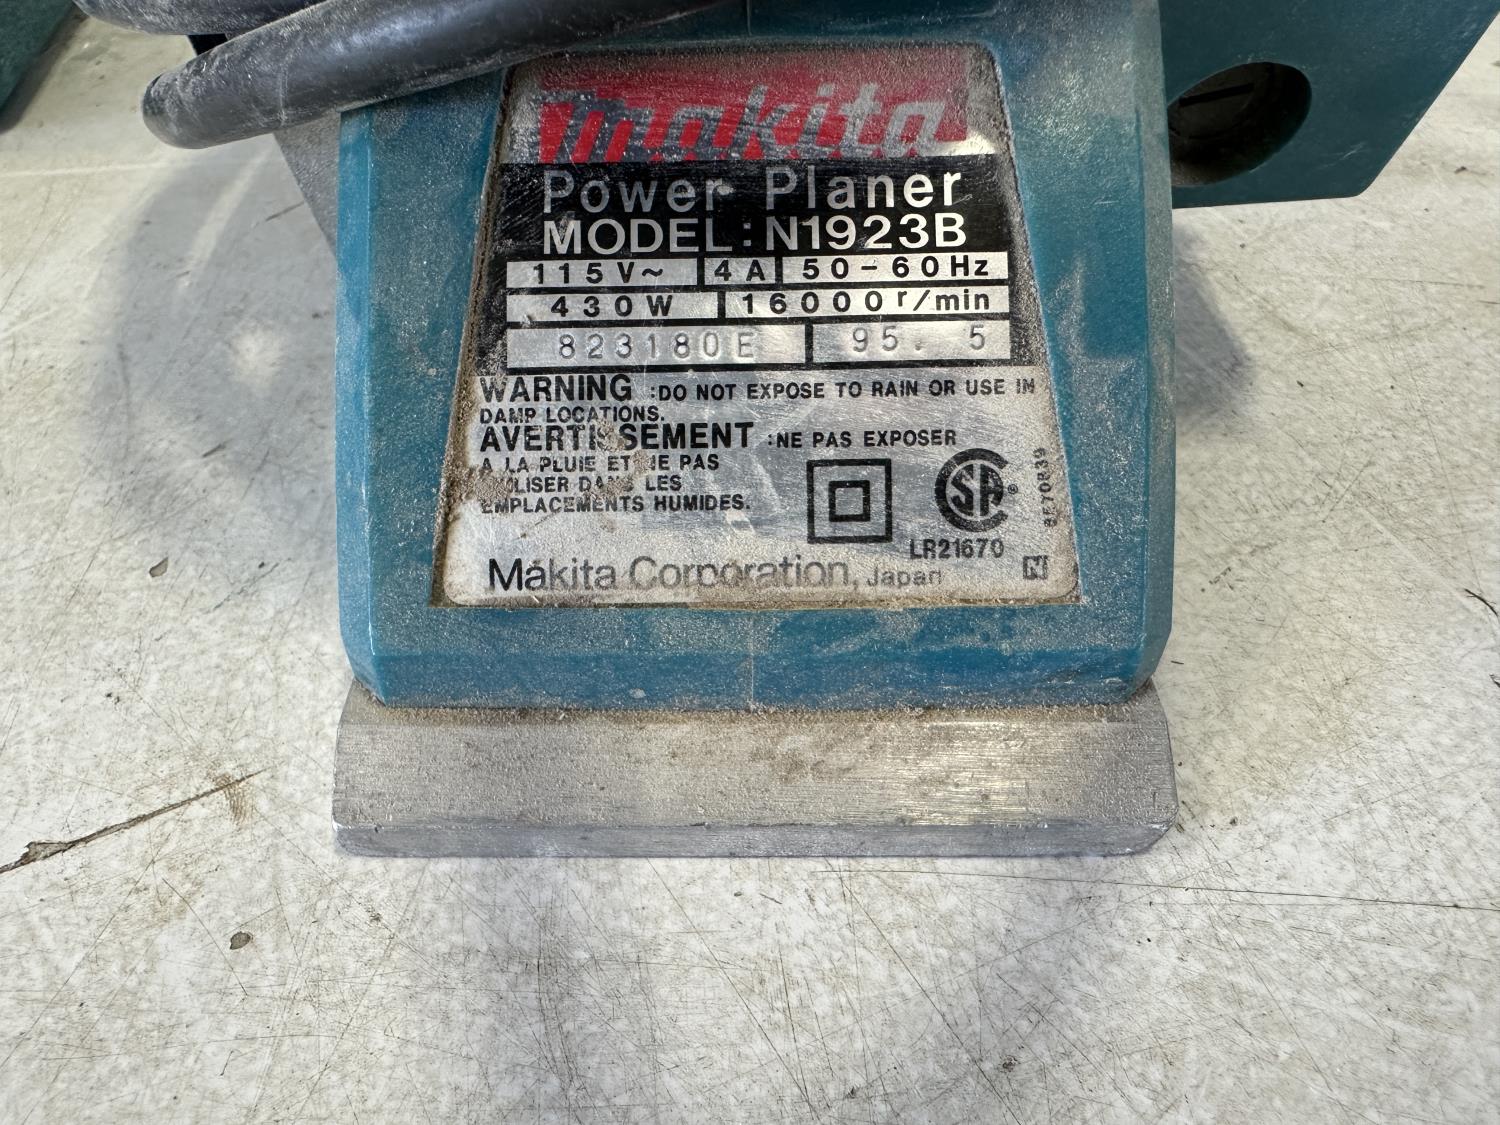 makita
Power Planer
MODEL:N1923B
115V~ 4A 50-60Hz
430W 16000r/min
823180E 95. 5
WARNING :DO NOT EXPOSE TO RAIN OR USE IN
DAMP LOCATIONS.
AVERTISSEMENT :NE PAS EXPOSER
A LA PLUIE ET NE PAS
UTILISER DANS LES
EMPLACEMENTS HUMIDES.
SA®
LR21670
Makita Corporation, Japan
N